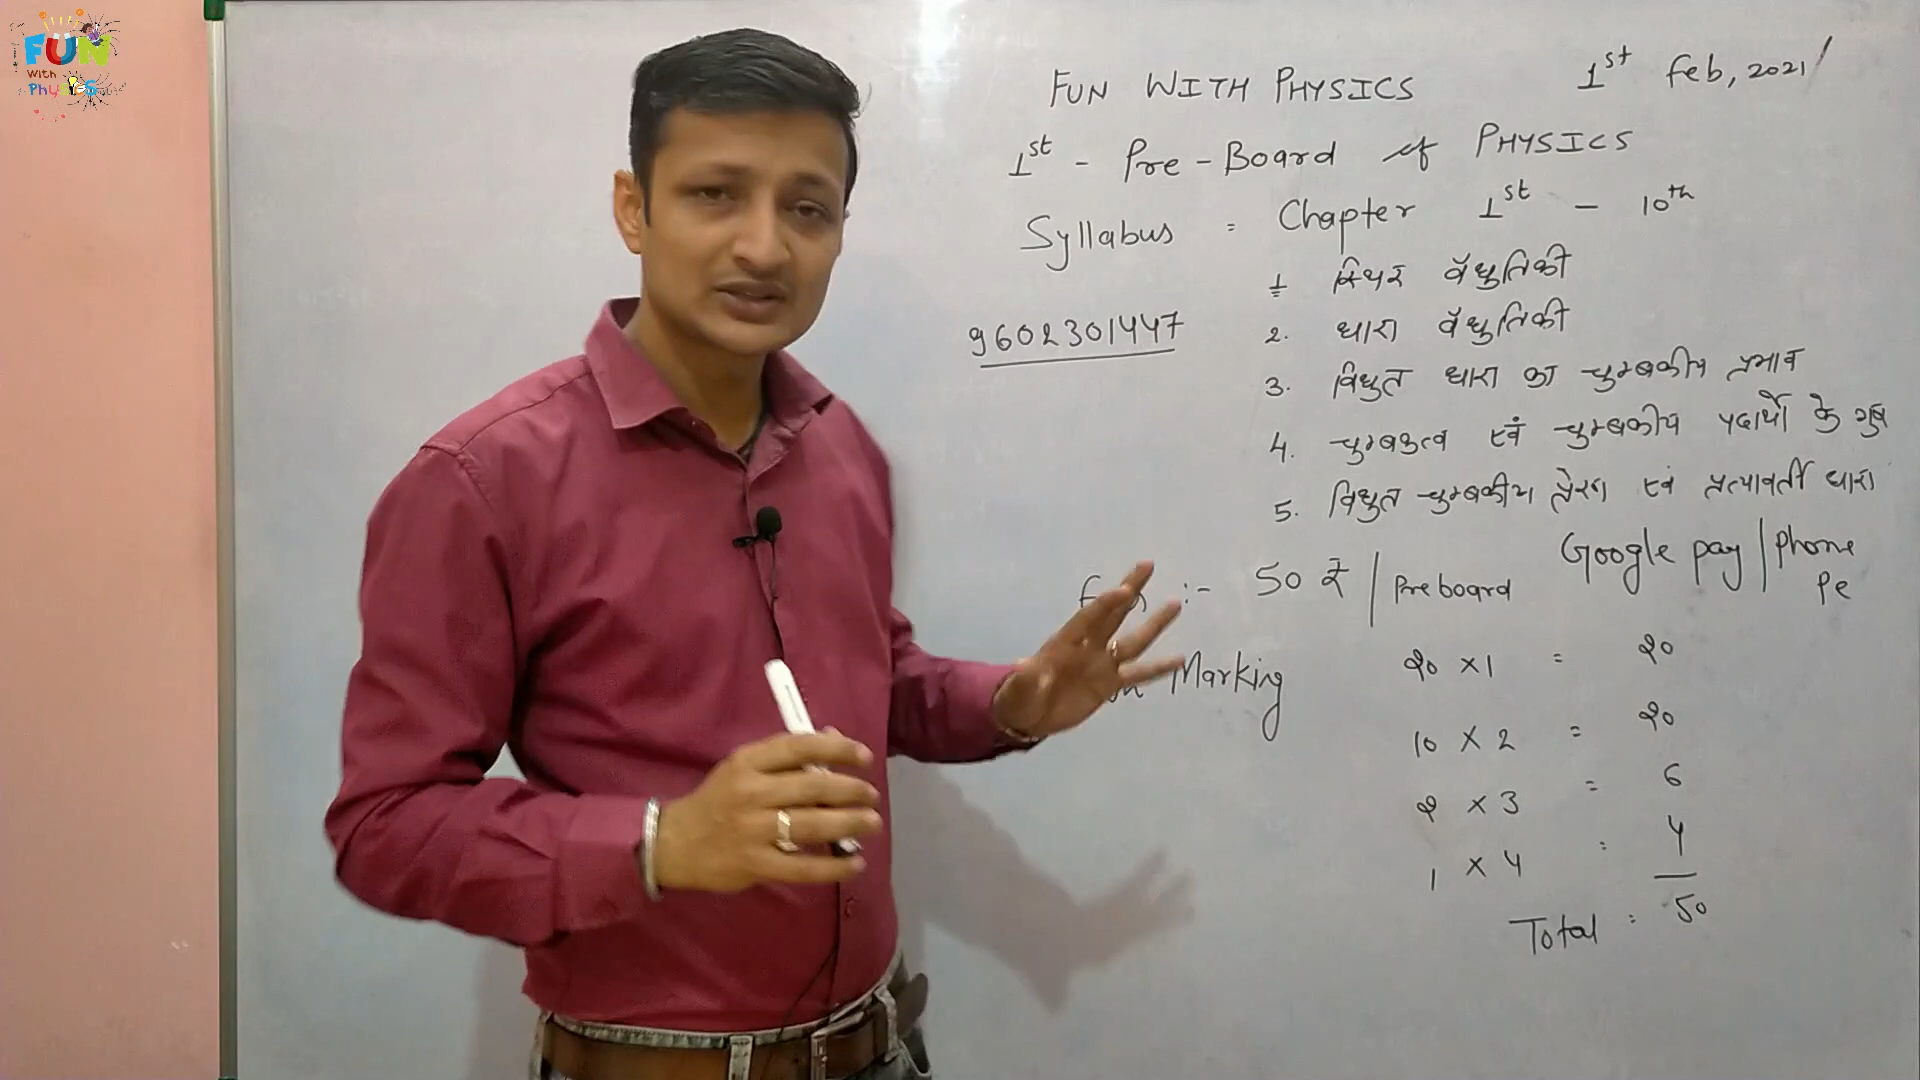 FUN
With
PhysicS
FUN WITH PHYSICS 1st Feb, 2021
1st - Pre-Board of PHYSICS
Syllabus = Chapter 1st - 10th
1 स्थिर वैधुतिकी
9602301447
2. धारा वैधुतिकी
3. विधुत धारा का चुम्बकीय प्रभाव
4. चुम्बकत्व एवं चुम्बकीय पदार्थो के गुण
5. विधुत चुम्बकीय प्रेरण एवं प्रत्यावर्ती धारा
:- 50 ₹ | Preboard Google pay | Phone Pe
Marking 20 x 1 = 20
10 x 2 = 20
2 x 3 = 6
1 x 4 = 4
Total : 50